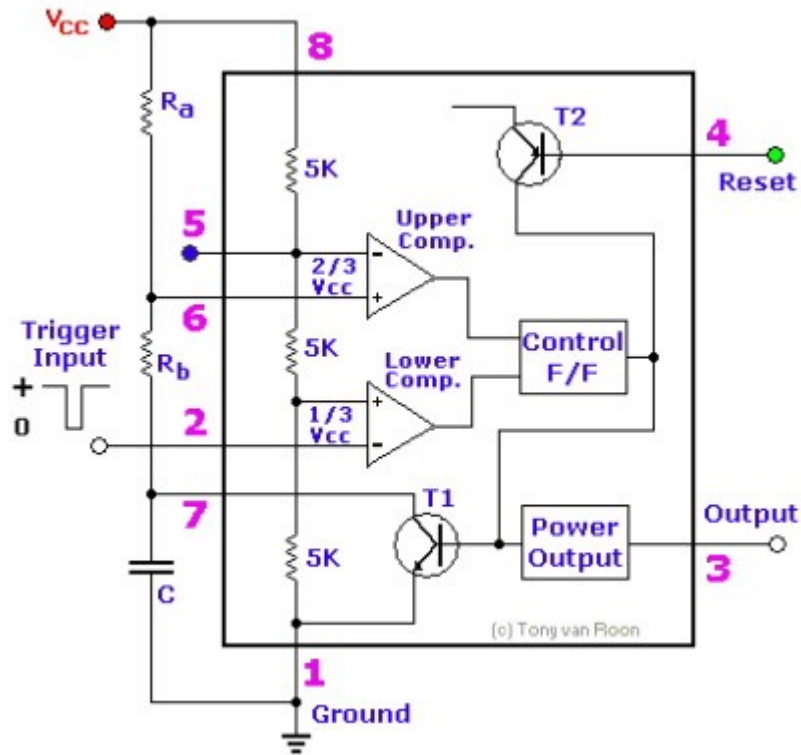 Vcc
8
Ra
T2
4
Reset
5K
5
Upper
Comp.
-
2/3
Vcc
+
6
Trigger
Input
Rb
5K
Control
F/F
Lower
Comp.
+
+
0
1/3
Vcc
-
2
7
T1
Power
Output
Output
3
C
5K
(c) Tony van Roon
1
Ground